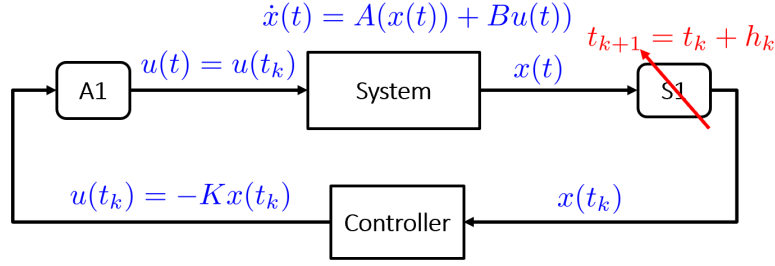 ẋ(t) = A(x(t)) + Bu(t))
t_{k+1} = t_k + h_k
u(t) = u(t_k)
x(t)
A1
System
S1
u(t_k) = −Kx(t_k)
x(t_k)
Controller